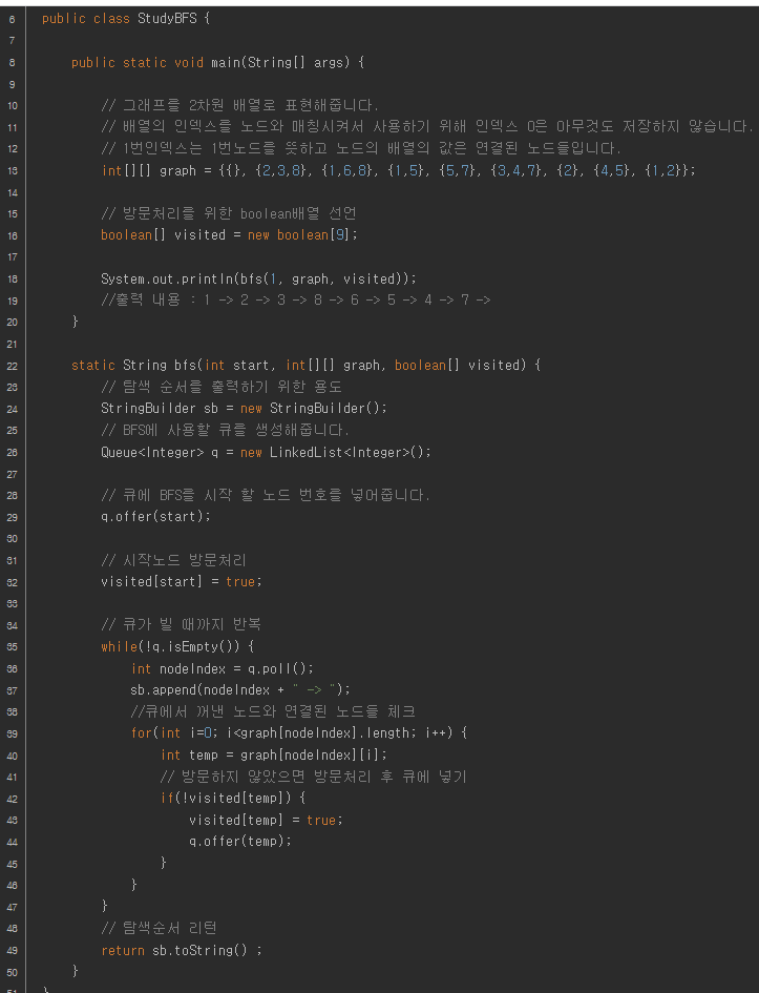 6 public class StudyBFS {
7
8 public static void main(String[] args) {
9
10 // 그래프를 2차원 배열로 표현해줍니다.
11 // 배열의 인덱스를 노드와 매칭시켜서 사용하기 위해 인덱스 0은 아무것도 저장하지 않습니다.
12 // 1번인덱스는 1번노드를 뜻하고 노드의 배열의 값은 연결된 노드들입니다.
13 int[][] graph = {{}, {2,3,8}, {1,6,8}, {1,5}, {5,7}, {3,4,7}, {2}, {4,5}, {1,2}};
14
15 // 방문처리를 위한 boolean배열 선언
16 boolean[] visited = new boolean[9];
17
18 System.out.println(bfs(1, graph, visited));
19 //출력 내용 : 1 -> 2 -> 3 -> 8 -> 6 -> 5 -> 4 -> 7 ->
20 }
21
22 static String bfs(int start, int[][] graph, boolean[] visited) {
23 // 탐색 순서를 출력하기 위한 용도
24 StringBuilder sb = new StringBuilder();
25 // BFS에 사용할 큐를 생성해줍니다.
26 Queue<Integer> q = new LinkedList<Integer>();
27
28 // 큐에 BFS를 시작 할 노드 번호를 넣어줍니다.
29 q.offer(start);
30
31 // 시작노드 방문처리
32 visited[start] = true;
33
34 // 큐가 빌 때까지 반복
35 while(!q.isEmpty()) {
36 int nodeIndex = q.poll();
37 sb.append(nodeIndex + " -> ");
38 //큐에서 꺼낸 노드와 연결된 노드들 체크
39 for(int i=0; i<graph[nodeIndex].length; i++) {
40 int temp = graph[nodeIndex][i];
41 // 방문하지 않았으면 방문처리 후 큐에 넣기
42 if(!visited[temp]) {
43 visited[temp] = true;
44 q.offer(temp);
45 }
46 }
47 }
48 // 탐색순서 리턴
49 return sb.toString() ;
50 }
51 }